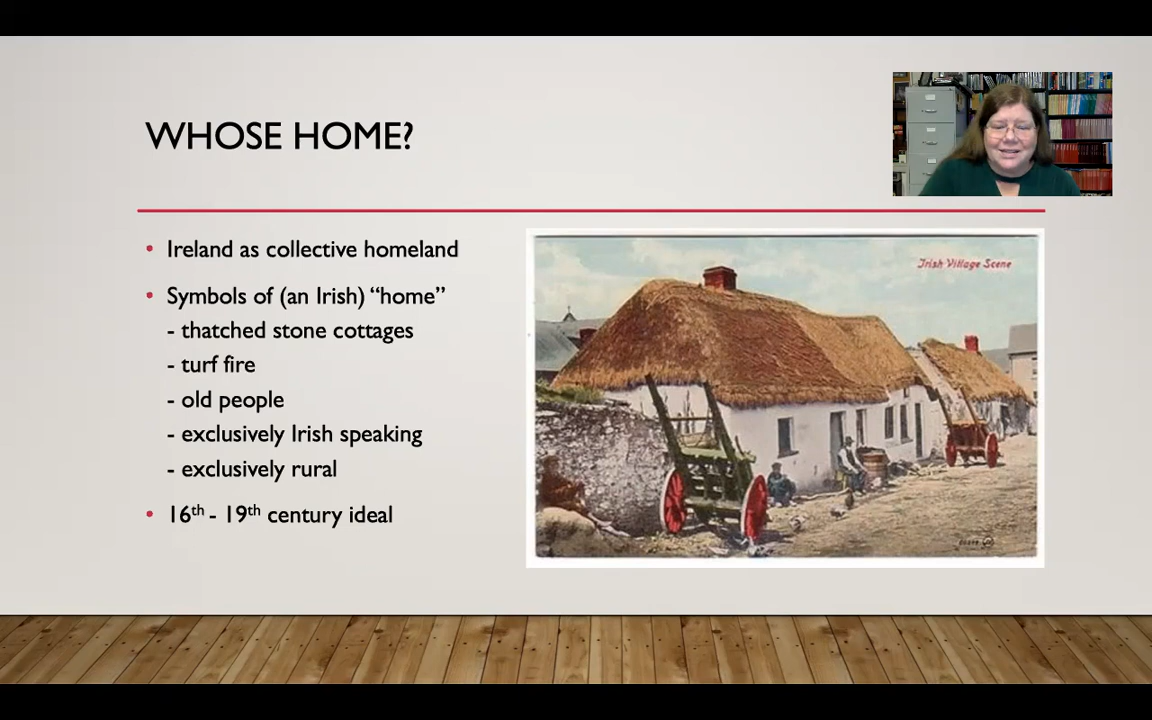 WHOSE HOME?
• Ireland as collective homeland
• Symbols of (an Irish) “home”
- thatched stone cottages
- turf fire
- old people
- exclusively Irish speaking
- exclusively rural
• 16th - 19th century ideal
Irish Village Scene